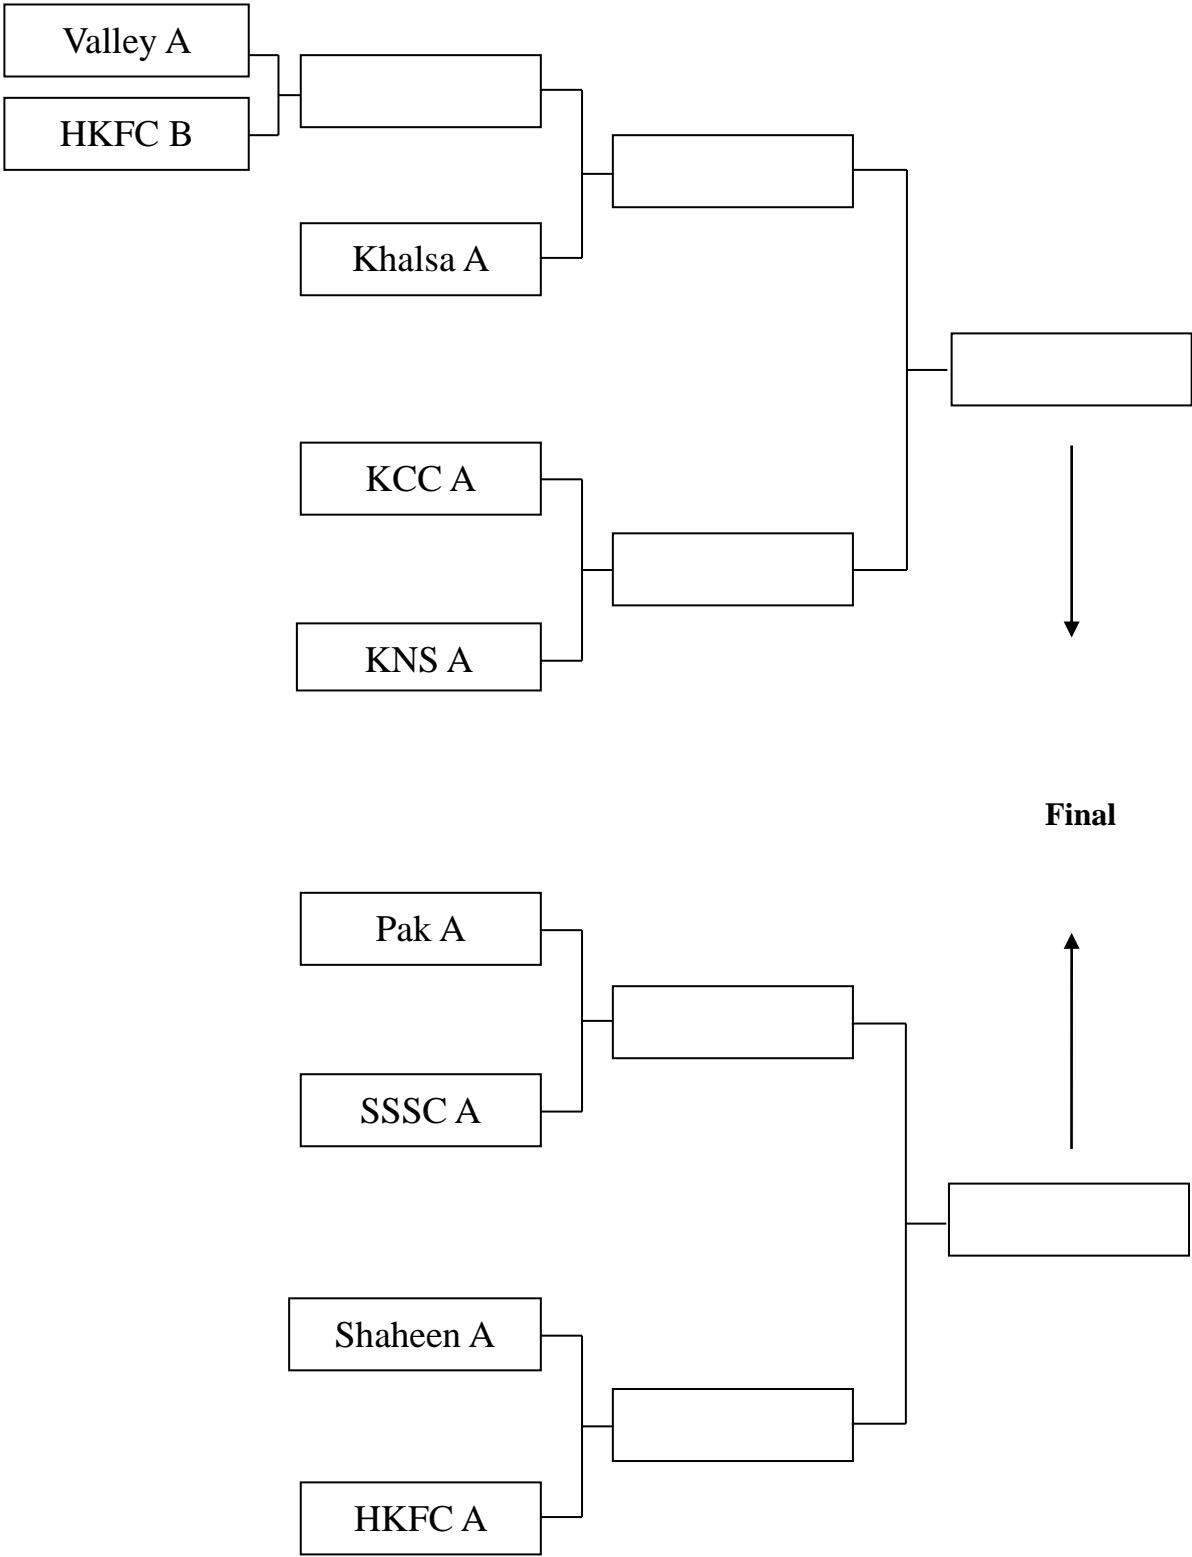 Valley A
HKFC B
Khalsa A
KCC A
KNS A
Final
Pak A
SSSC A
Shaheen A
HKFC A